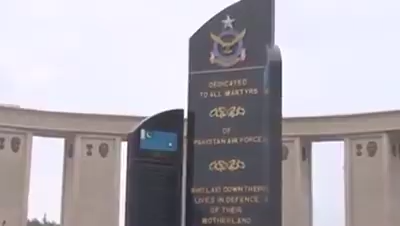 DEDICATED
TO ALL MARTYRS
OF
PAKISTAN AIR FORCE
WHO LAID DOWN THEIR
LIVES IN DEFENCE
OF THEIR
MOTHERLAND